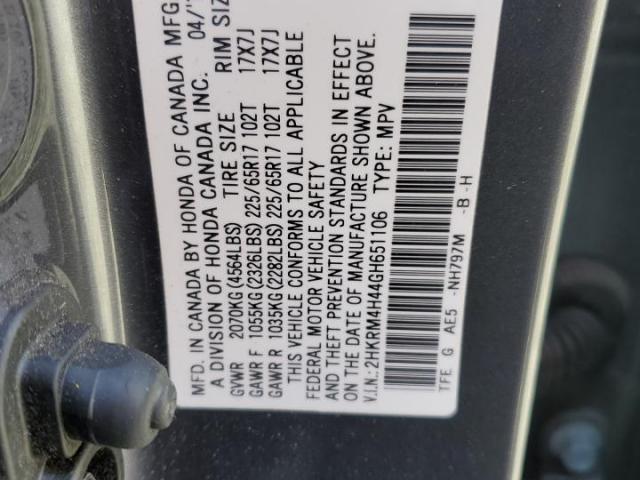 MFD. IN CANADA BY HONDA OF CANADA MFG
A DIVISION OF HONDA CANADA INC. 04/
TIRE SIZE RIM SIZ
GVWR 2070KG(4564LBS)
GAWR F 1055KG(2326LBS) 225/65R17 102T 17X7J
GAWR R 1035KG(2282LBS) 225/65R17 102T 17X7J
THIS VEHICLE CONFORMS TO ALL APPLICABLE
FEDERAL MOTOR VEHICLE SAFETY
AND THEFT PREVENTION STANDARDS IN EFFECT
ON THE DATE OF MANUFACTURE SHOWN ABOVE.
V.I.N.: 2HKRM4H44GH651106 TYPE: MPV
TFE G AE5 -NH797M -B -H